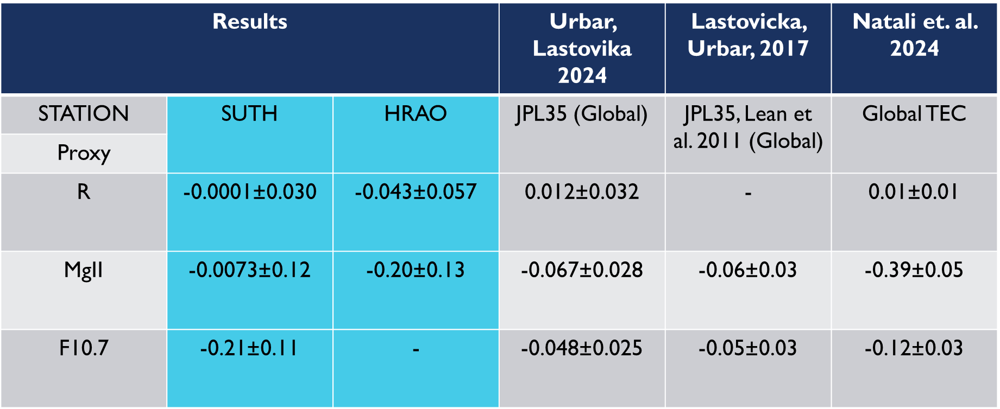 Results
Urbar,
Lastovika
2024
Lastovicka,
Urbar, 2017
Natali et. al.
2024
STATION
SUTH
HRAO
JPL35 (Global)
JPL35, Lean et
al. 2011 (Global)
Global TEC
Proxy
R
-0.0001±0.030
-0.043±0.057
0.012±0.032
-
0.01±0.01
MgII
-0.0073±0.12
-0.20±0.13
-0.067±0.028
-0.06±0.03
-0.39±0.05
F10.7
-0.21±0.11
-
-0.048±0.025
-0.05±0.03
-0.12±0.03